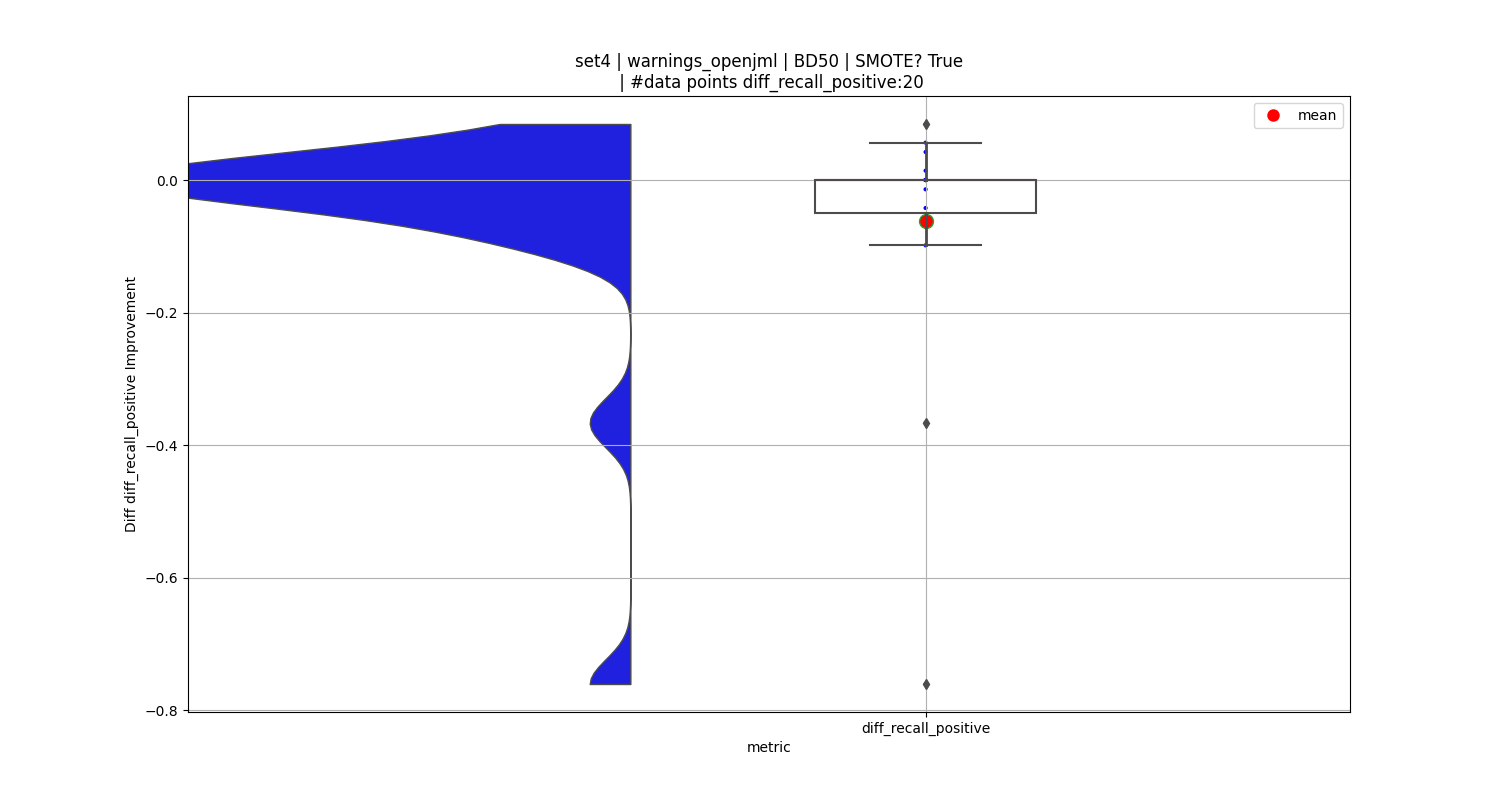 set4 | warnings_openjml | BD50 | SMOTE? True
| #data points diff_recall_positive:20
mean
0.0
−0.2
−0.4
−0.6
−0.8
Diff diff_recall_positive Improvement
diff_recall_positive
metric